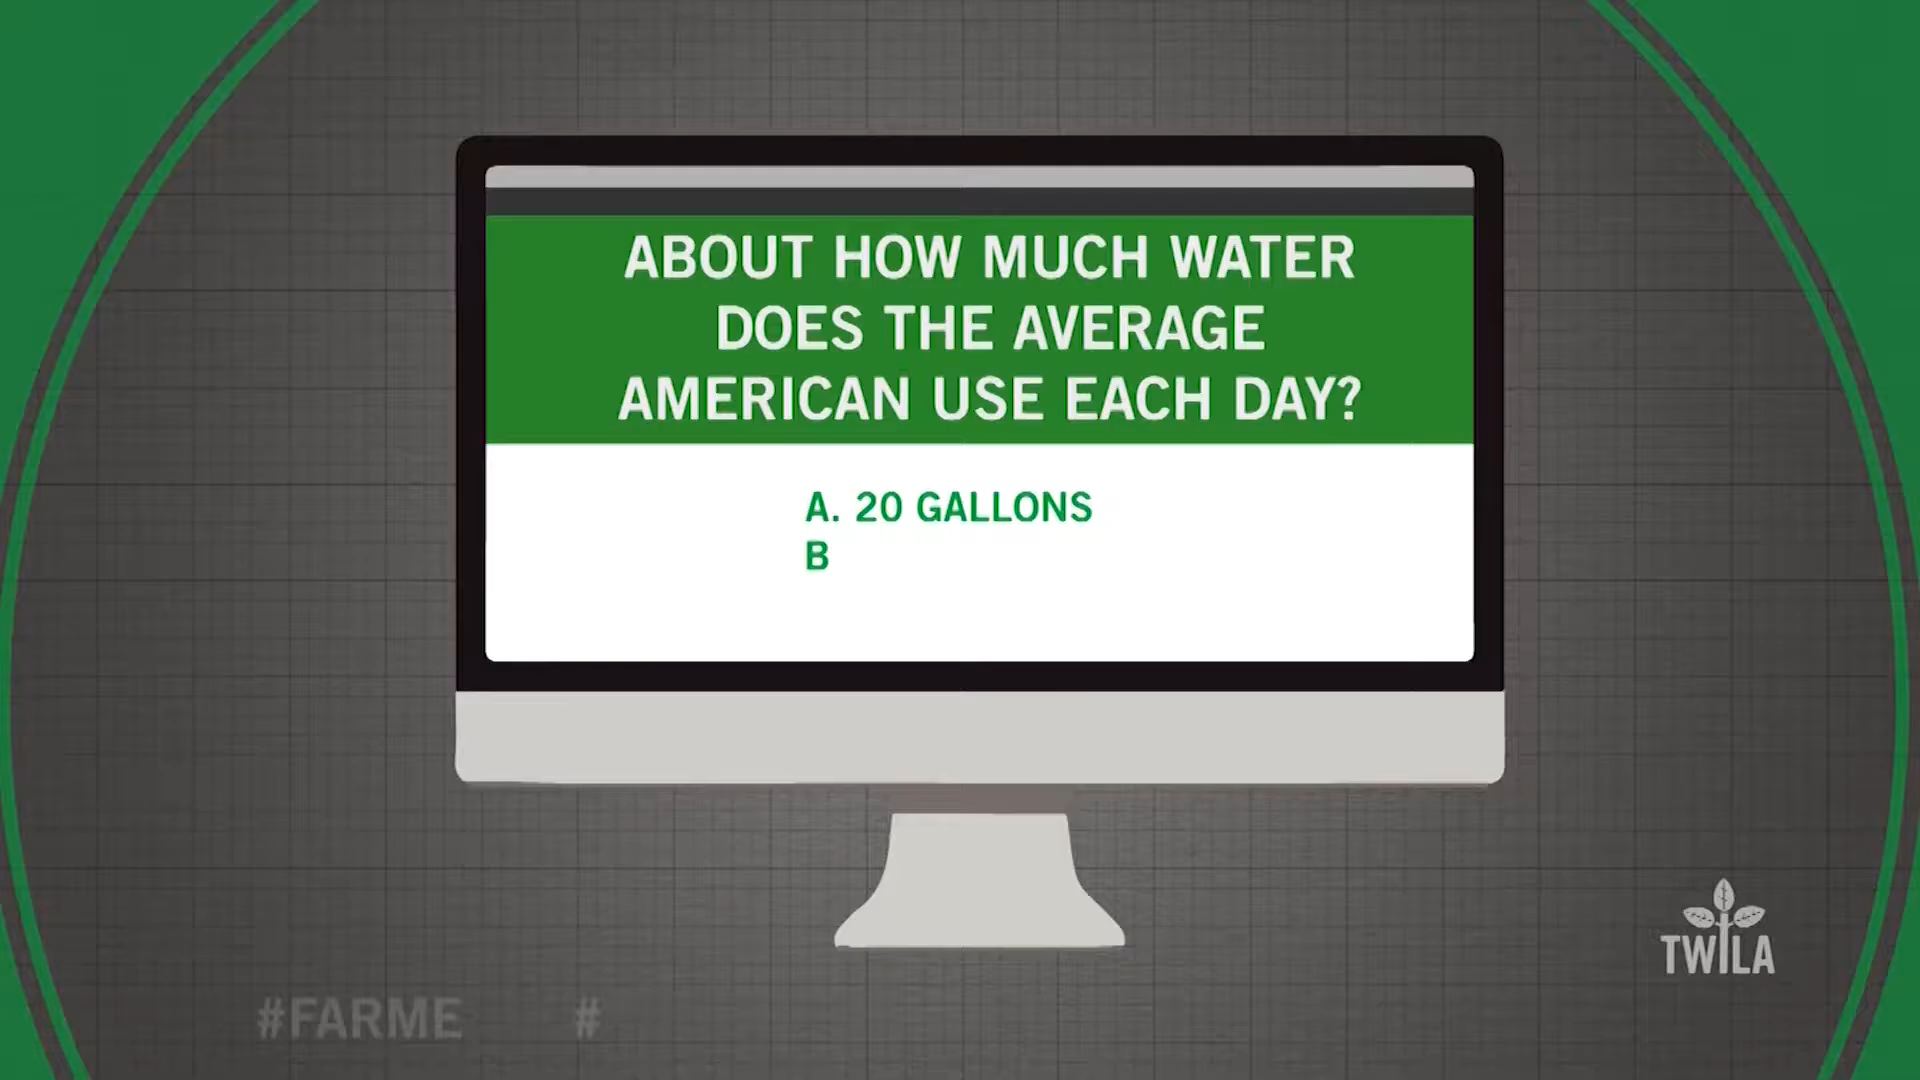 ABOUT HOW MUCH WATER
DOES THE AVERAGE
AMERICAN USE EACH DAY?
A. 20 GALLONS
B
TWILA
#FARME #